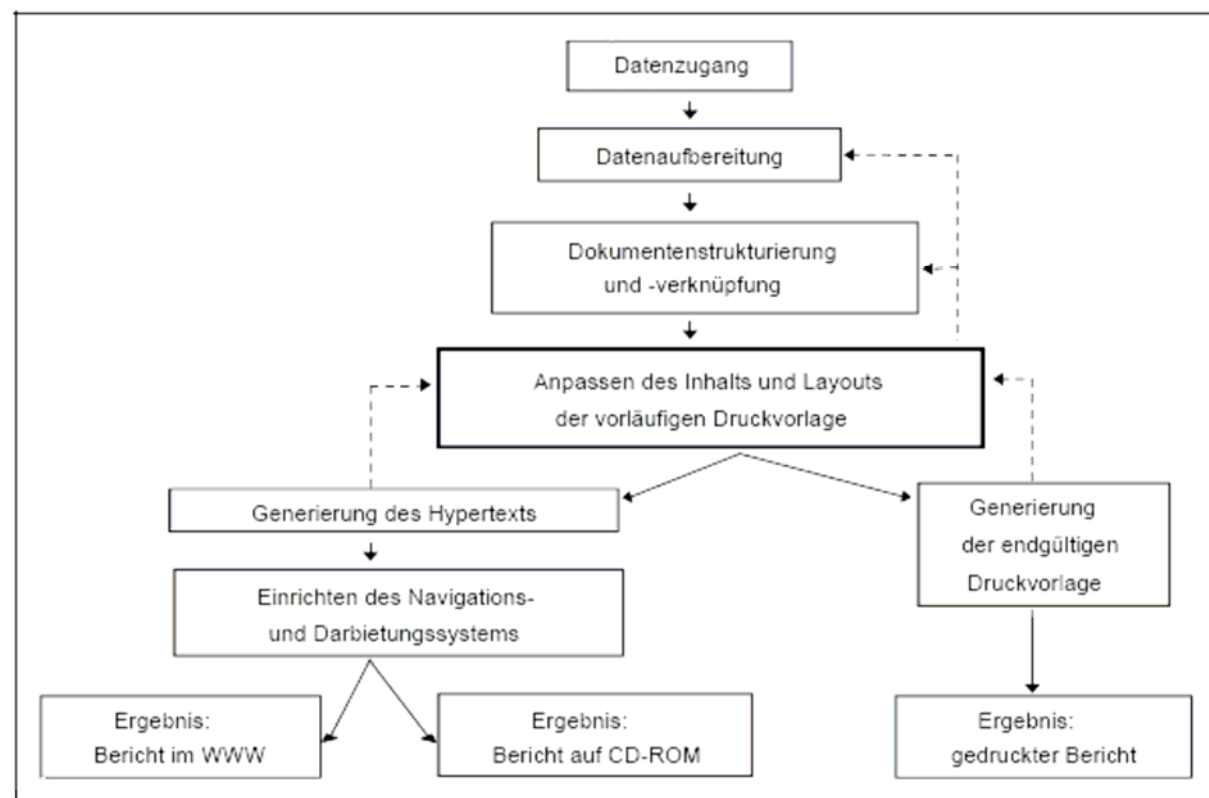 Datenzugang
Datenaufbereitung
Dokumentenstrukturierung
und -verknüpfung
Anpassen des Inhalts und Layouts
der vorläufigen Druckvorlage
Generierung des Hypertexts
Generierung
der endgültigen
Druckvorlage
Einrichten des Navigations-
und Darbietungssystems
Ergebnis:
Bericht im WWW
Ergebnis:
Bericht auf CD-ROM
Ergebnis:
gedruckter Bericht